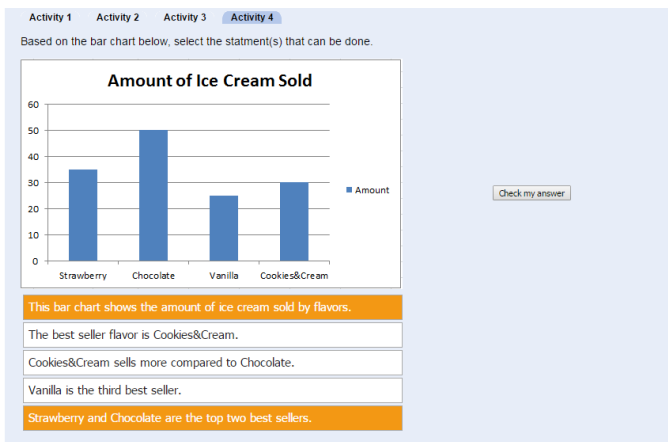 Activity 1 Activity 2 Activity 3 Activity 4
Based on the bar chart below, select the statment(s) that can be done.
Amount of Ice Cream Sold
60
50
40
30
20
10
0
Strawberry Chocolate Vanilla Cookies&Cream
Amount
Check my answer
This bar chart shows the amount of ice cream sold by flavors.
The best seller flavor is Cookies&Cream.
Cookies&Cream sells more compared to Chocolate.
Vanilla is the third best seller.
Strawberry and Chocolate are the top two best sellers.